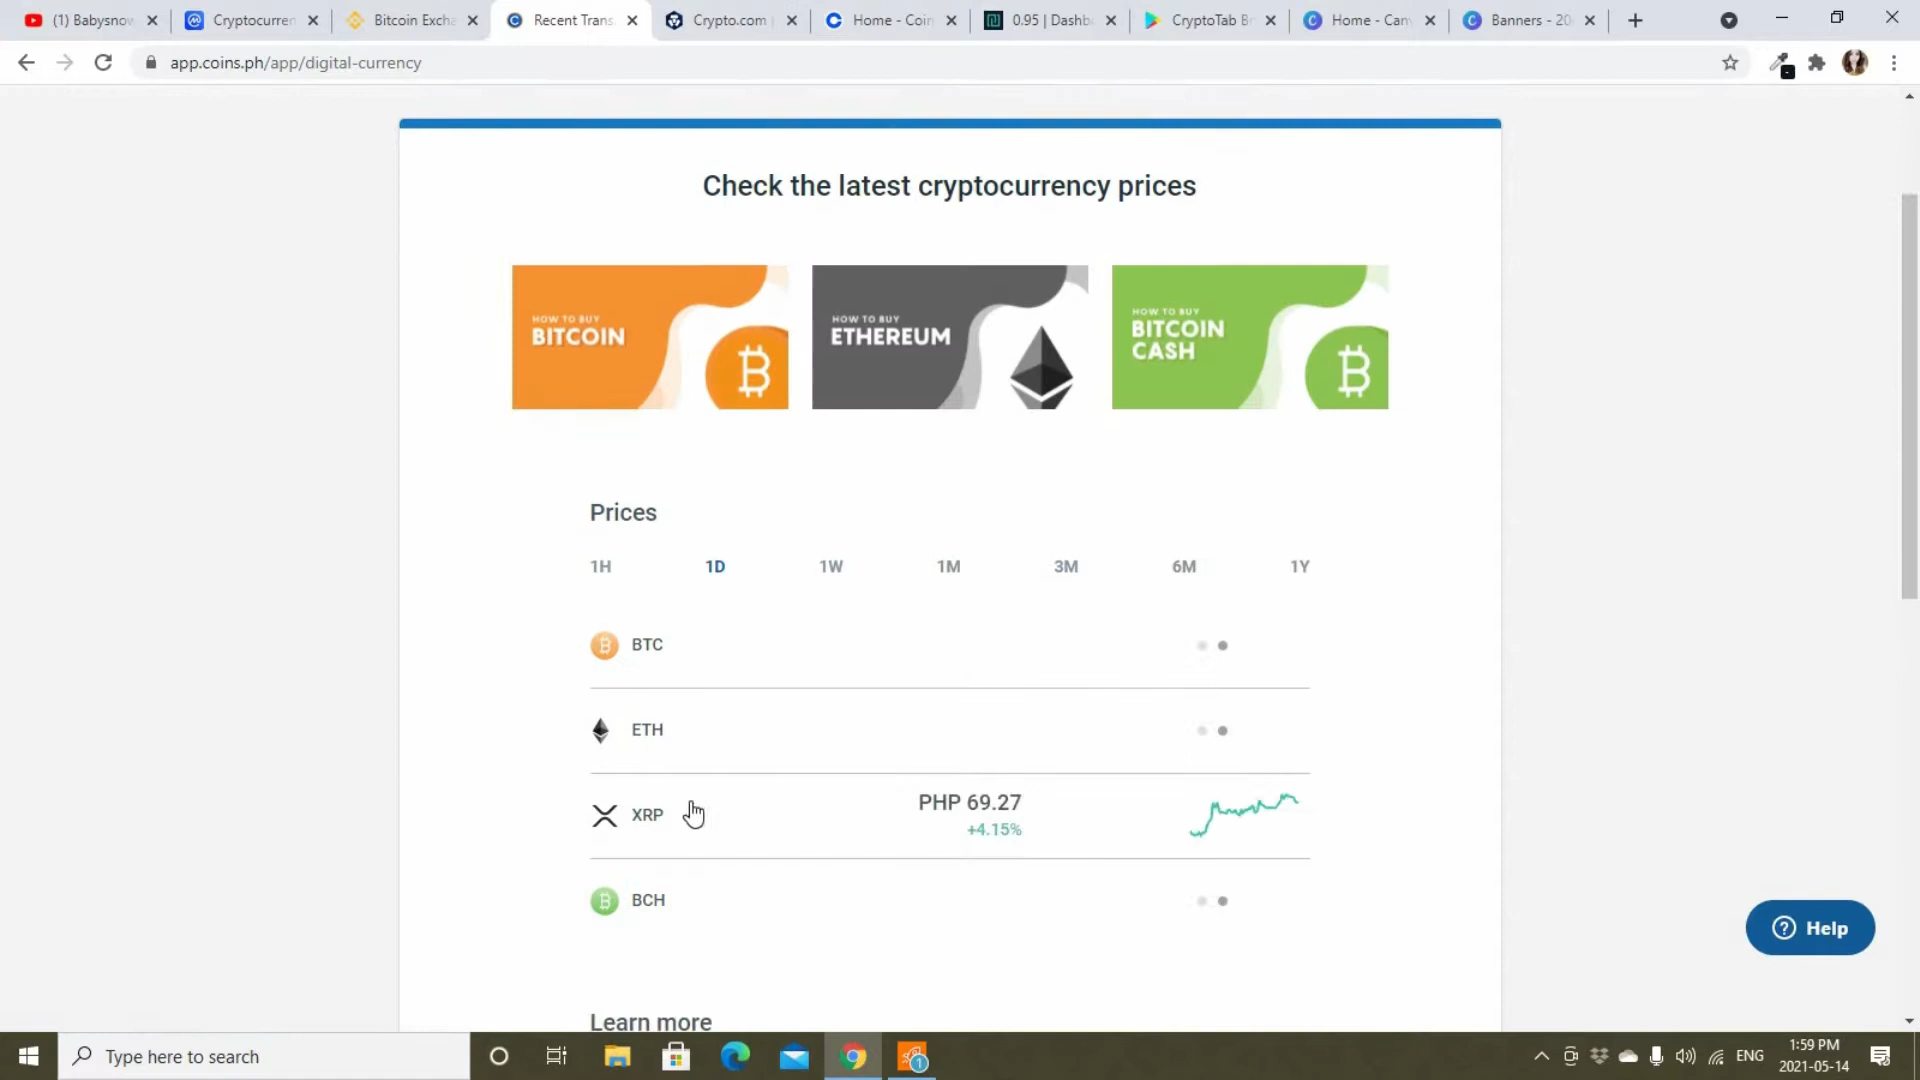 (1) Babysnow
Cryptocurren
Bitcoin Excha
Recent Trans
Crypto.com
Home - Coin
0.95 | Dashb
CryptoTab Br
Home - Can
Banners - 20
app.coins.ph/app/digital-currency
Check the latest cryptocurrency prices
HOW TO BUY
BITCOIN
HOW TO BUY
ETHEREUM
HOW TO BUY
BITCOIN
CASH
Prices
1H 1D 1W 1M 3M 6M 1Y
BTC
ETH
XRP
PHP 69.27
+4.15%
BCH
Help
Learn more
Type here to search
1
ENG
1:59 PM
2021-05-14